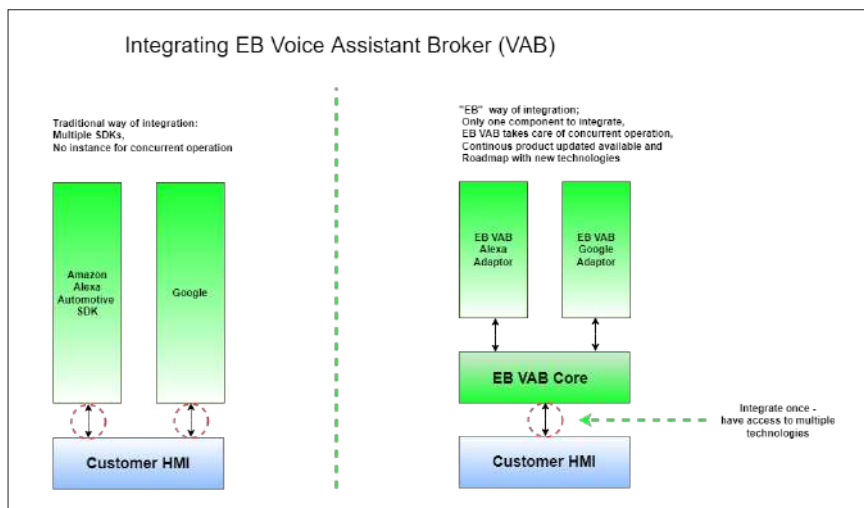 Integrating EB Voice Assistant Broker (VAB)
Traditional way of integration:
Multiple SDKs,
No instance for concurrent operation
"EB" way of integration;
Only one component to integrate,
EB VAB takes care of concurrent operation,
Continous product updated available and
Roadmap with new technologies
Amazon
Alexa
Automotive
SDK
Google
Customer HMI
EB VAB
Alexa
Adaptor
EB VAB
Google
Adaptor
EB VAB Core
Integrate once -
have access to multiple
technologies
Customer HMI